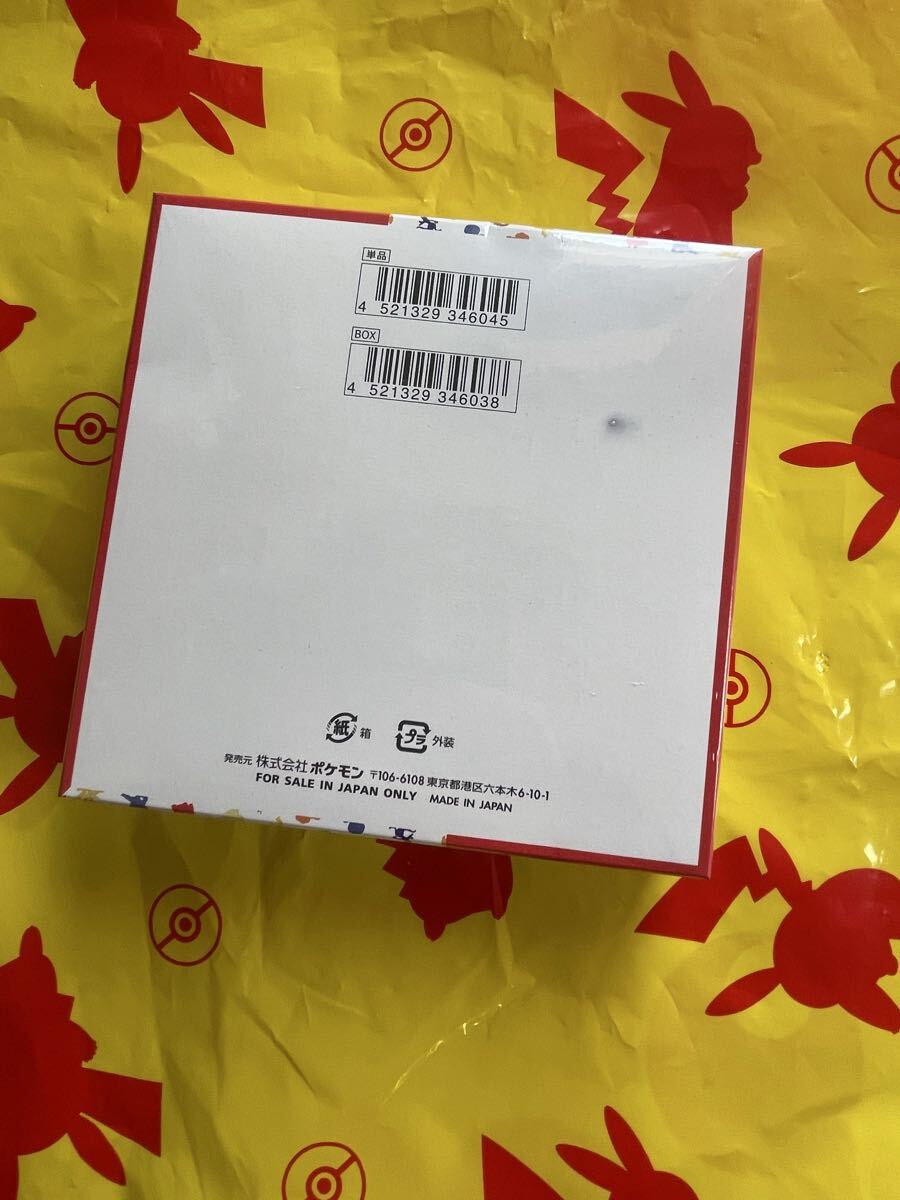 単品
4 521329 346045
BOX
4 521329 346038
紙 箱 プラ 外装
発売元 株式会社 ポケモン 〒106-6108 東京都港区六本木6-10-1
FOR SALE IN JAPAN ONLY MADE IN JAPAN